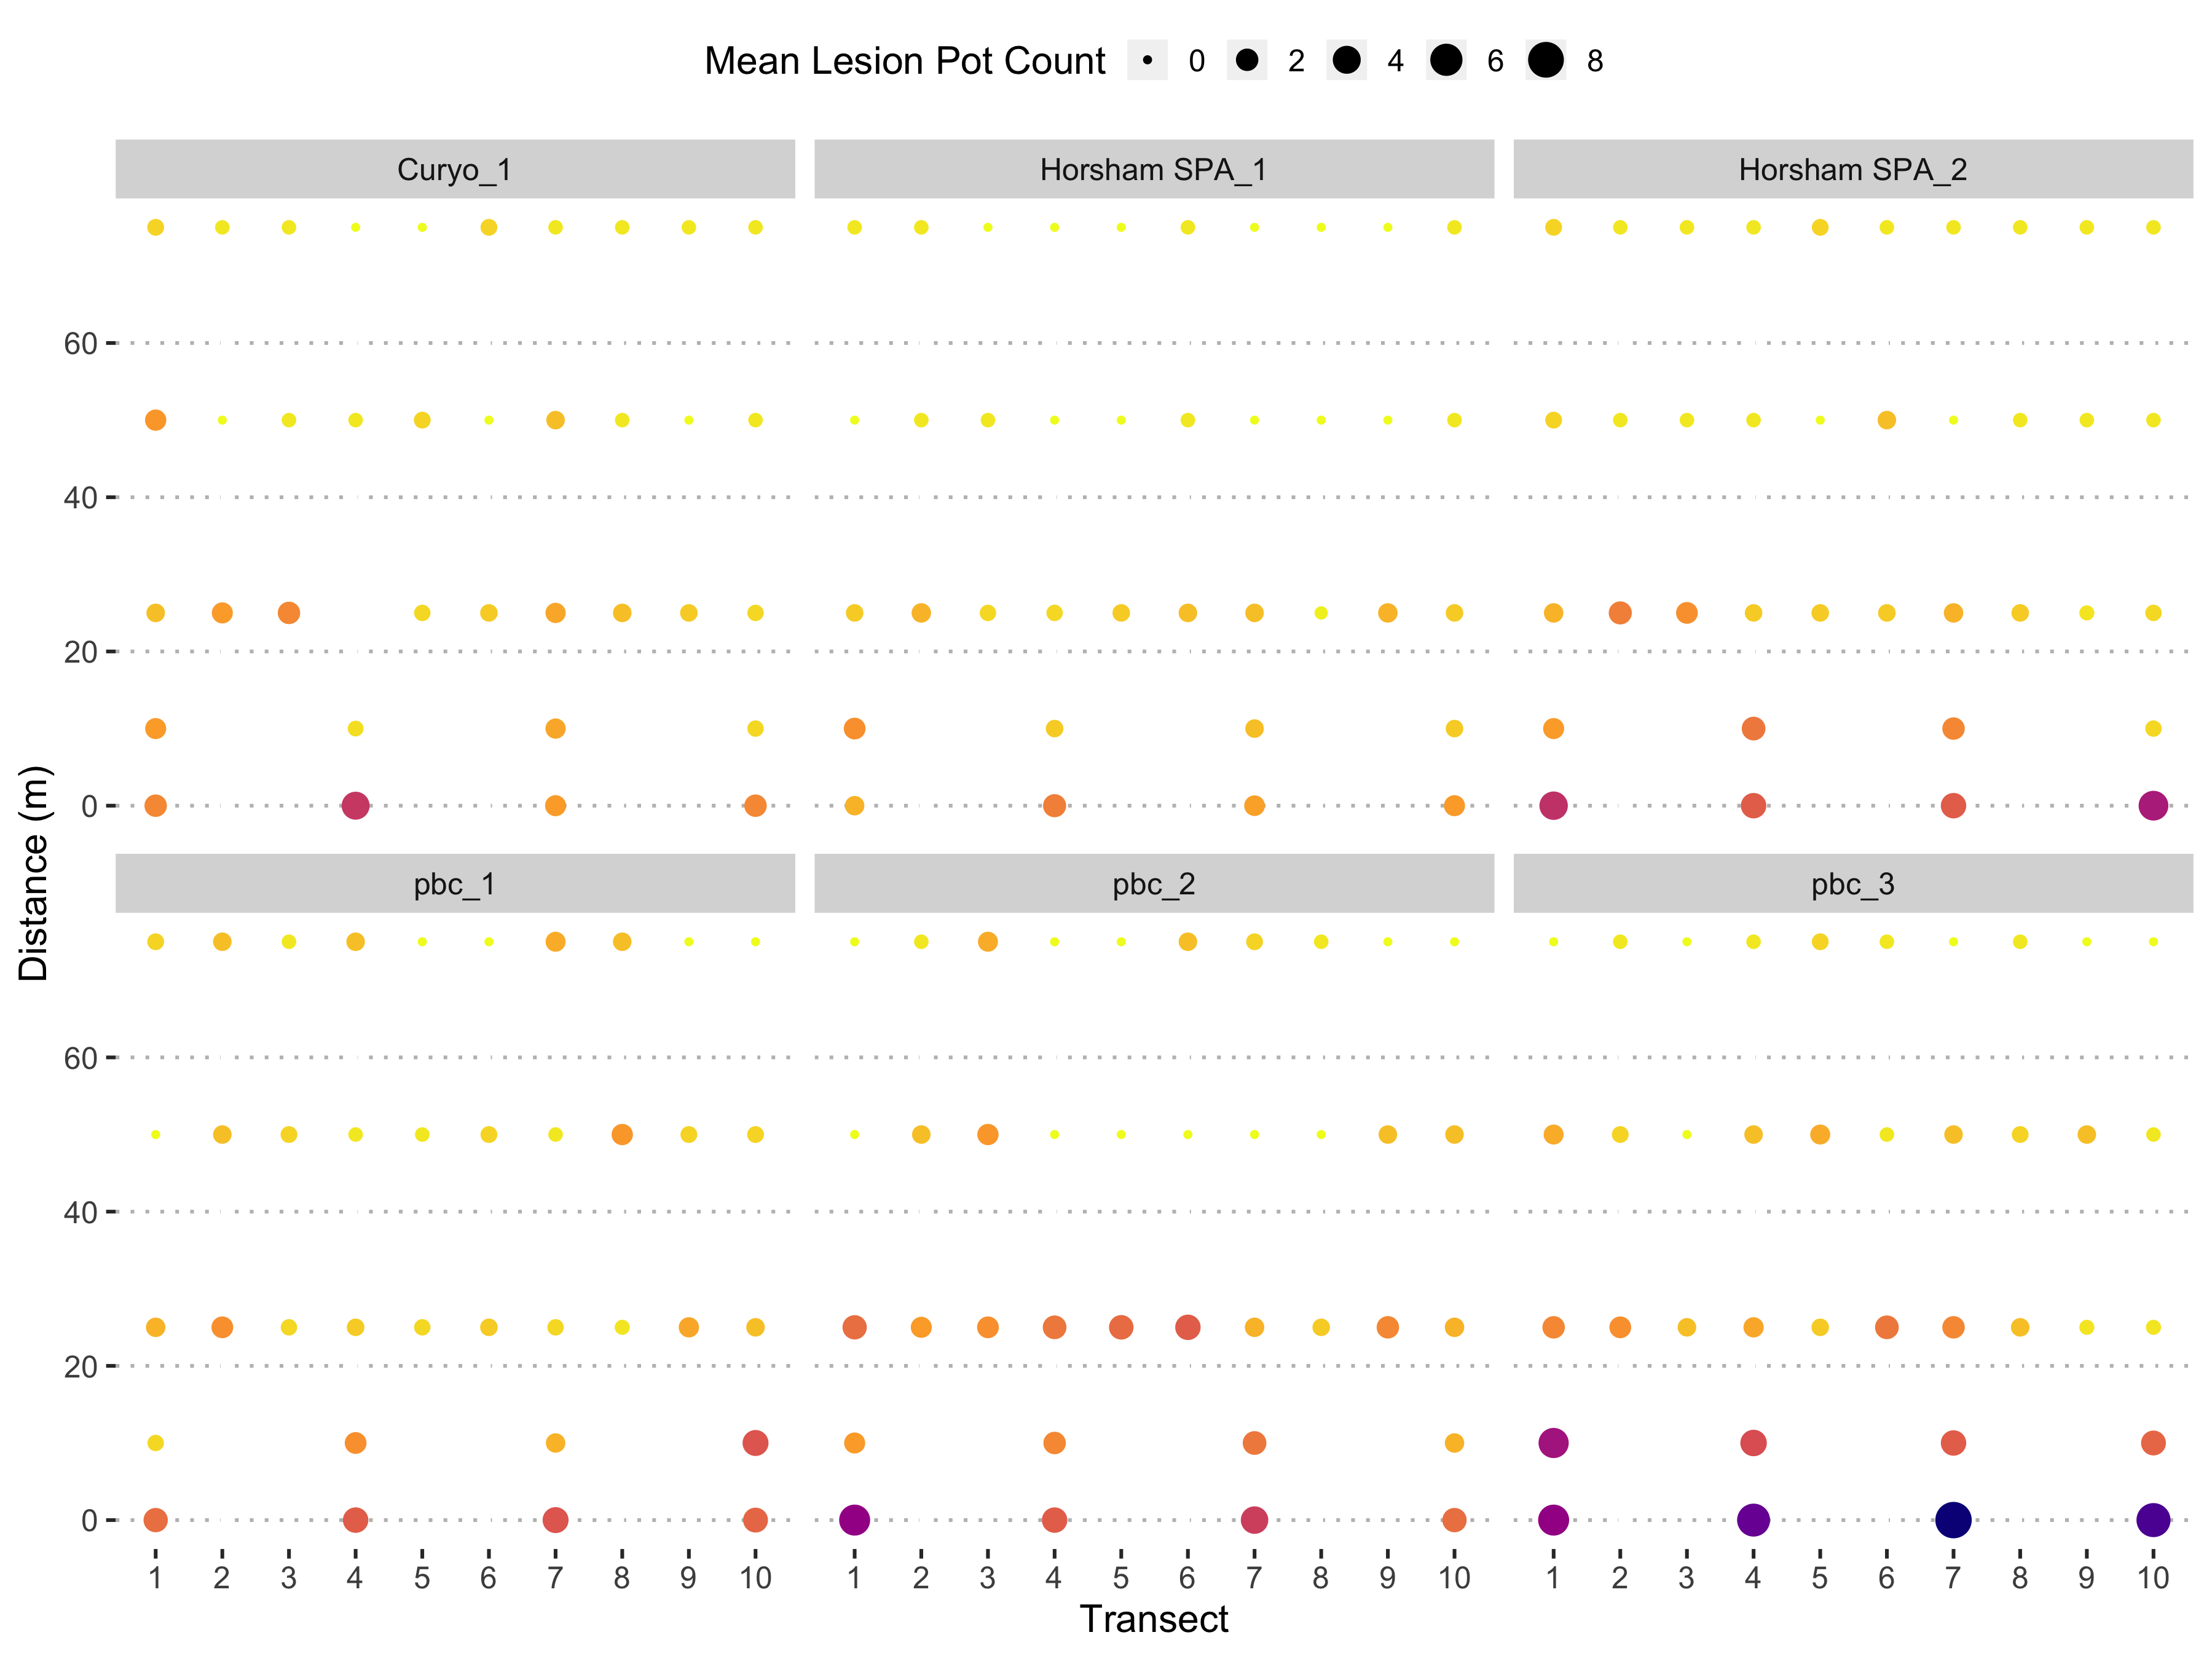 Mean Lesion Pot Count 0 2 4 6 8
Curyo_1 Horsham SPA_1 Horsham SPA_2
60
40
20
0
Distance (m)
pbc_1 pbc_2 pbc_3
60
40
20
0
1 2 3 4 5 6 7 8 9 10 1 2 3 4 5 6 7 8 9 10 1 2 3 4 5 6 7 8 9 10
Transect